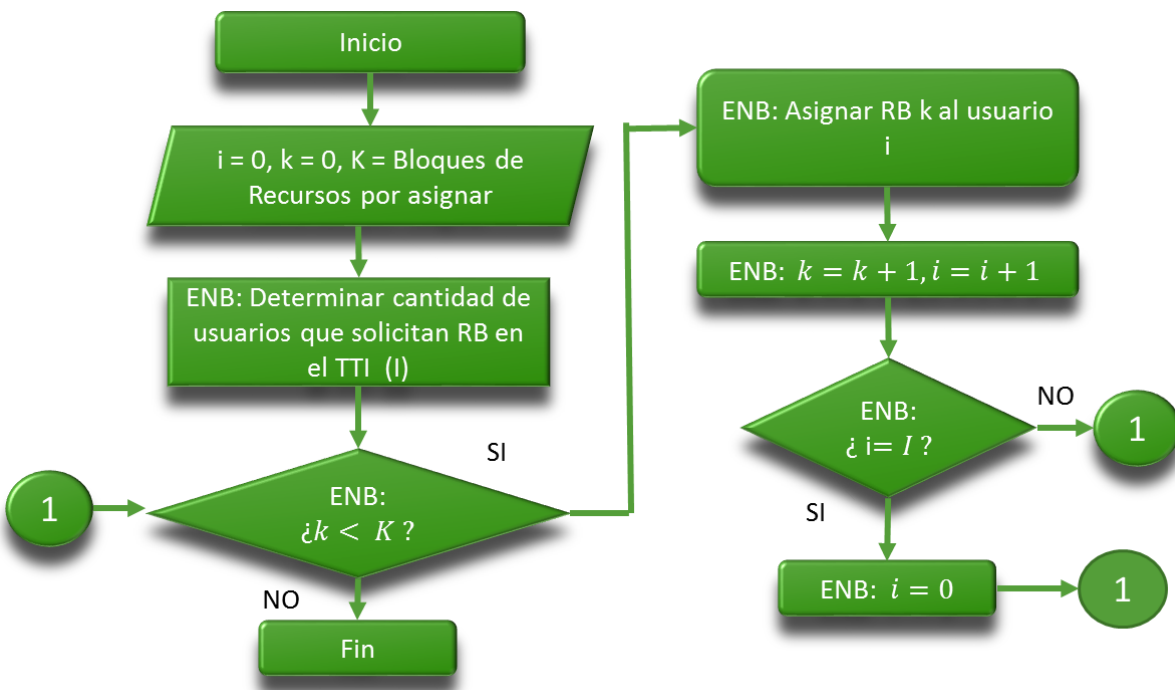 Inicio
i = 0, k = 0, K = Bloques de
Recursos por asignar
ENB: Determinar cantidad de
usuarios que solicitan RB en
el TTI (I)
SI
1
ENB:
¿k < K ?
NO
Fin
ENB: Asignar RB k al usuario
i
ENB: k = k + 1, i = i + 1
ENB:
¿ i= I ?
NO
1
SI
ENB: i = 0
1